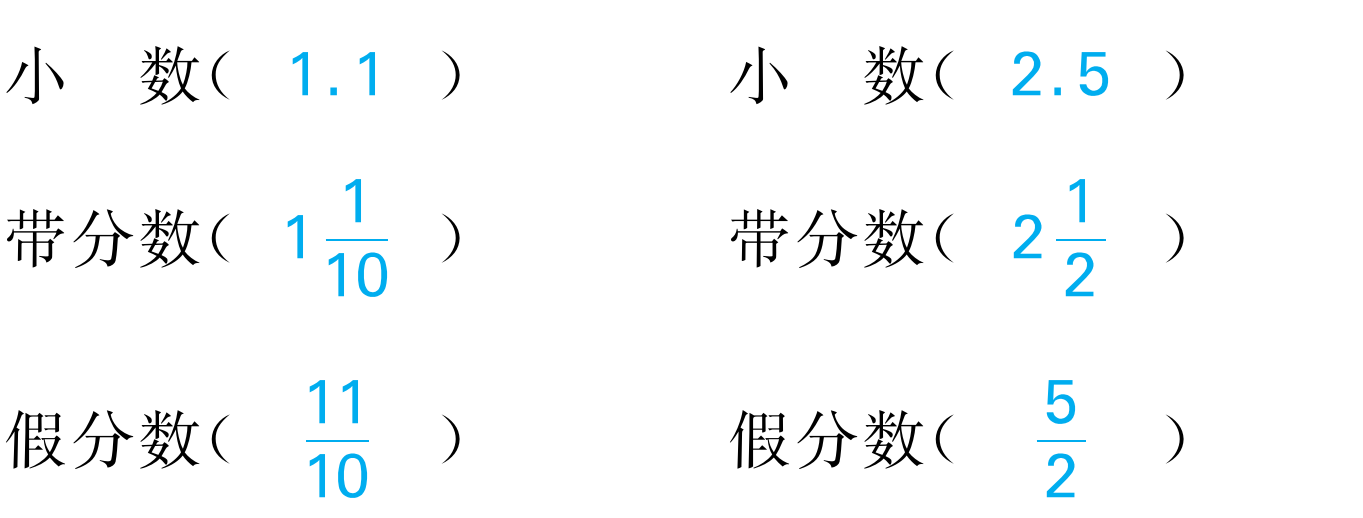 小 数( 1.1 ) 小 数( 2.5 )
带分数( 1 1/10 ) 带分数( 2 1/2 )
假分数( 11/10 ) 假分数( 5/2 )